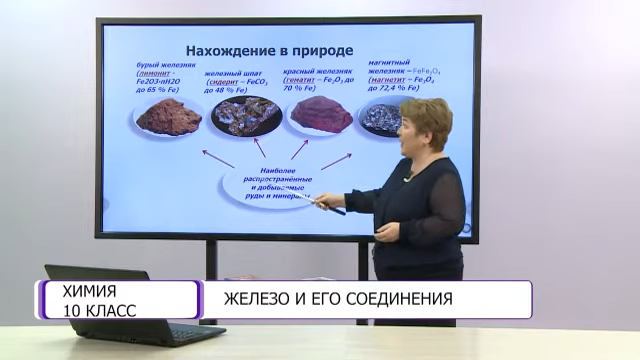 Нахождение в природе
бурый железняк
(лимонит -
Fe2O3·nH2O
до 65 % Fe)
железный шпат
(сидерит – FeCO₃
до 48 % Fe)
красный железняк
(гематит – Fe₂O₃ до
70 % Fe)
магнитный
железняк – FeFe₂O₄
(магнетит – Fe₃O₄
до 72,4 % Fe)
Наиболее
распространённые
и добываемые
руды и минералы
ХИМИЯ
10 КЛАСС
ЖЕЛЕЗО И ЕГО СОЕДИНЕНИЯ